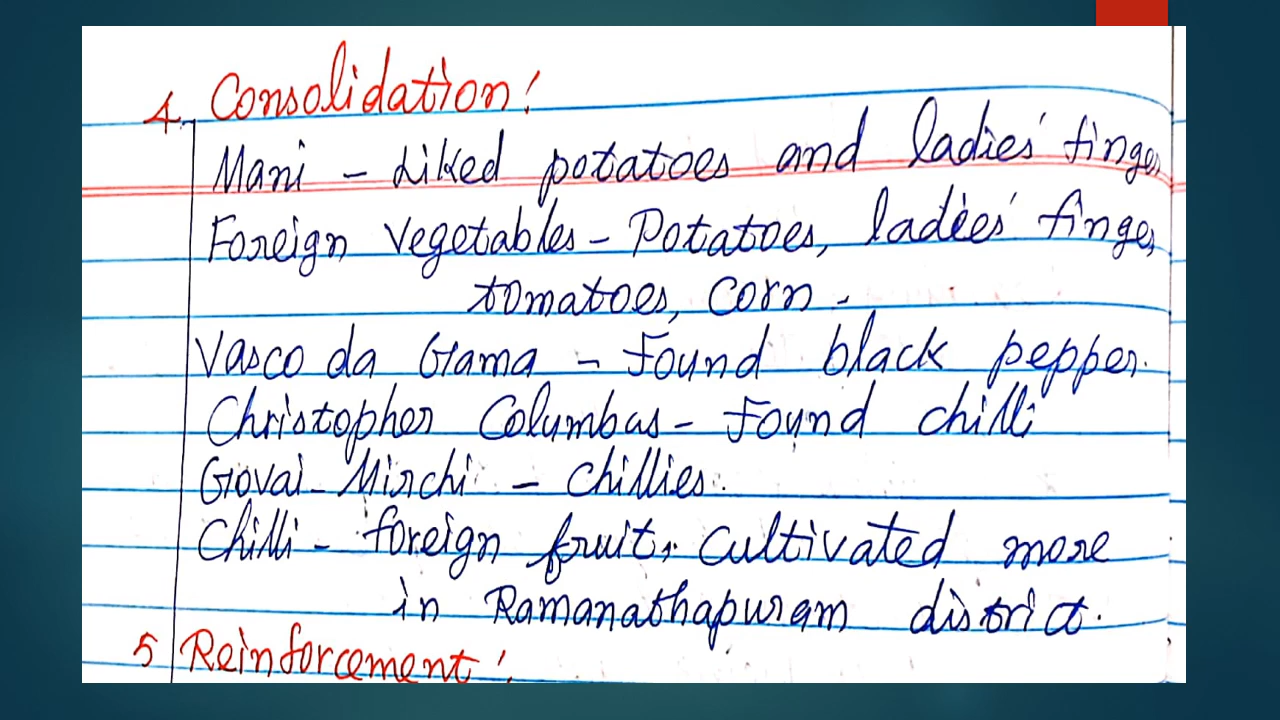 4. Consolidation:
Mani - Liked potatoes and ladies' finger
Foreign Vegetables - Potatoes, ladies' finger,
tomatoes, Corn.
Vasco da Gama - Found black pepper.
Christopher Columbas - Found chilli
Govai-Mirchi - Chillies.
Chilli - foreign fruit, cultivated more
in Ramanathapuram district.
5 Reinforcement: